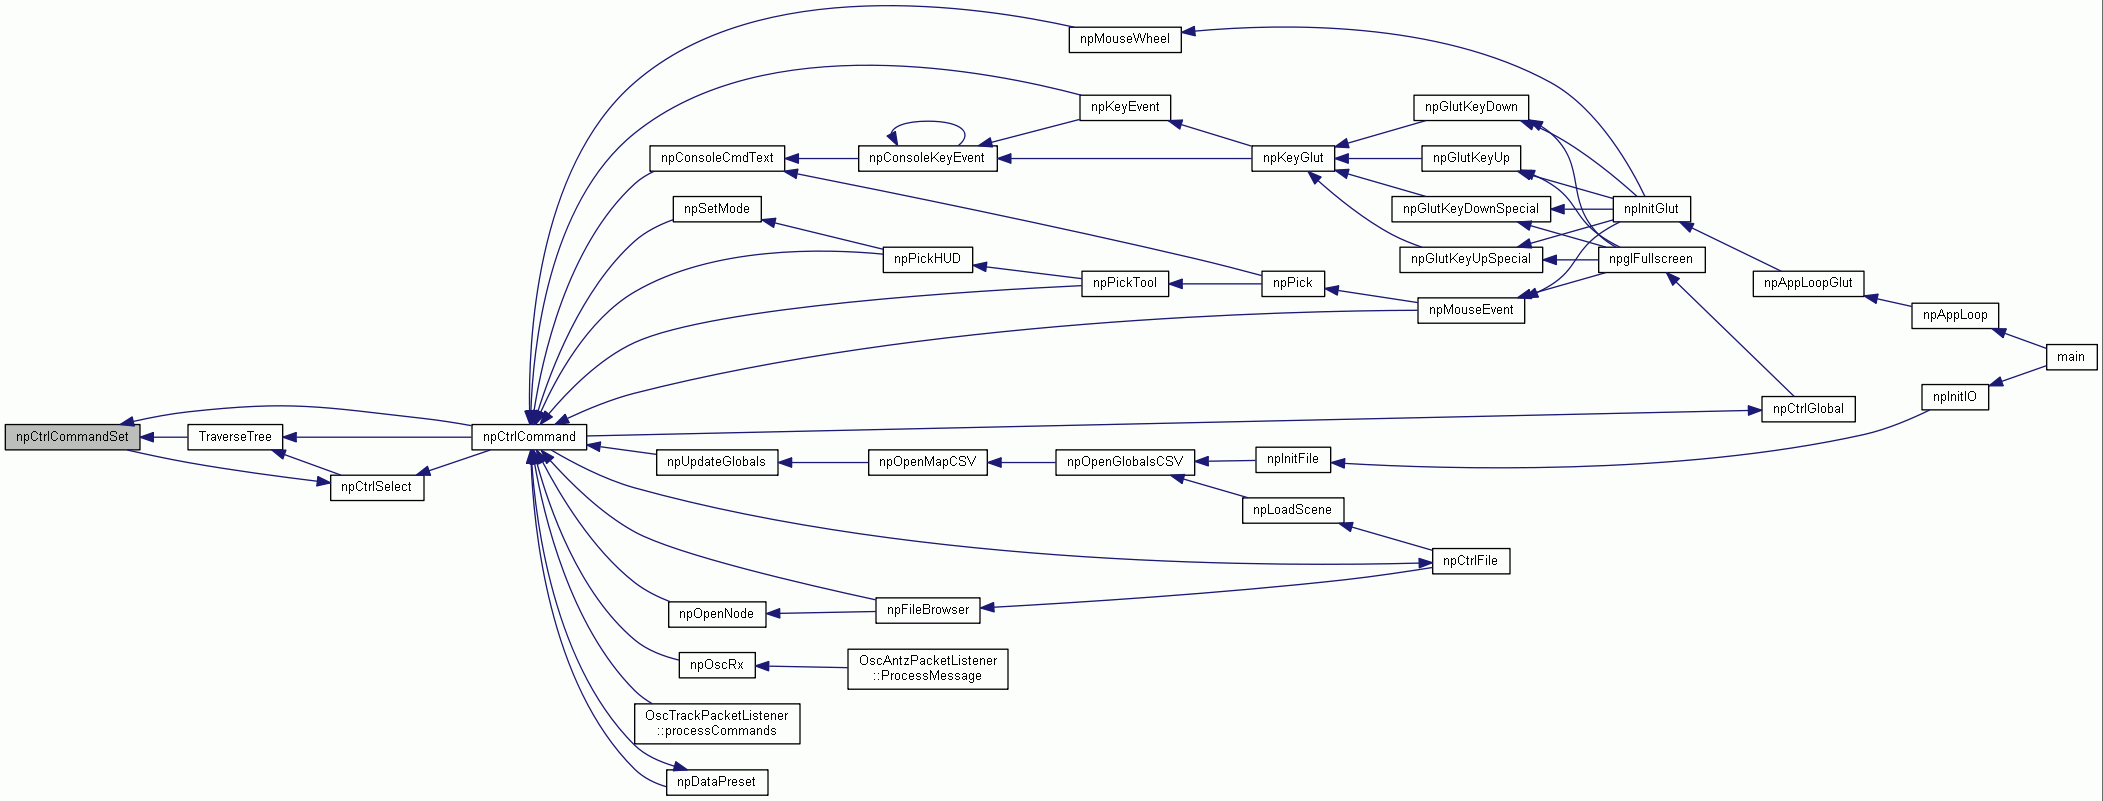 npMouseWheel
npKeyEvent
npGlutKeyDown
npConsoleCmdText
npConsoleKeyEvent
npKeyGlut
npGlutKeyUp
npSetMode
npGlutKeyDownSpecial
npInitGlut
npPickHUD
npGlutKeyUpSpecial
npglFullscreen
npPickTool
npPick
npAppLoopGlut
npMouseEvent
npAppLoop
main
npInitIO
npCtrlGlobal
npCtrlCommandSet
TraverseTree
npCtrlCommand
npUpdateGlobals
npOpenMapCSV
npOpenGlobalsCSV
npInitFile
npCtrlSelect
npLoadScene
npCtrlFile
npOpenNode
npFileBrowser
npOscRx
OscAntzPacketListener
::ProcessMessage
OscTrackPacketListener
::processCommands
npDataPreset